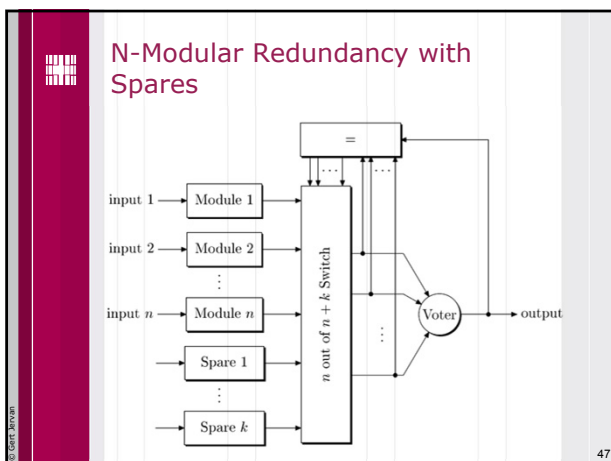 N-Modular Redundancy with
Spares
=
...
...
input 1
Module 1
input 2
Module 2
⋮
input n
Module n
Spare 1
⋮
Spare k
n out of n + k Switch
⋮
Voter
output
© Gert Jervan
47